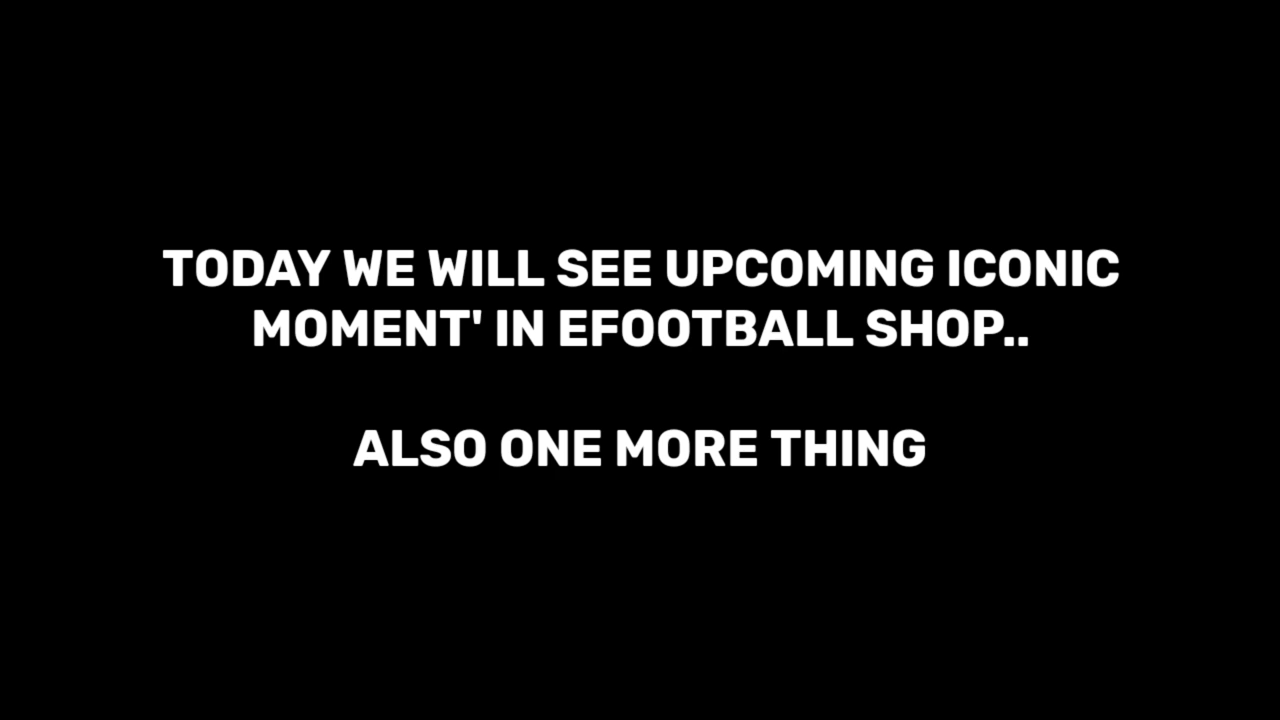 TODAY WE WILL SEE UPCOMING ICONIC
MOMENT' IN EFOOTBALL SHOP..
ALSO ONE MORE THING